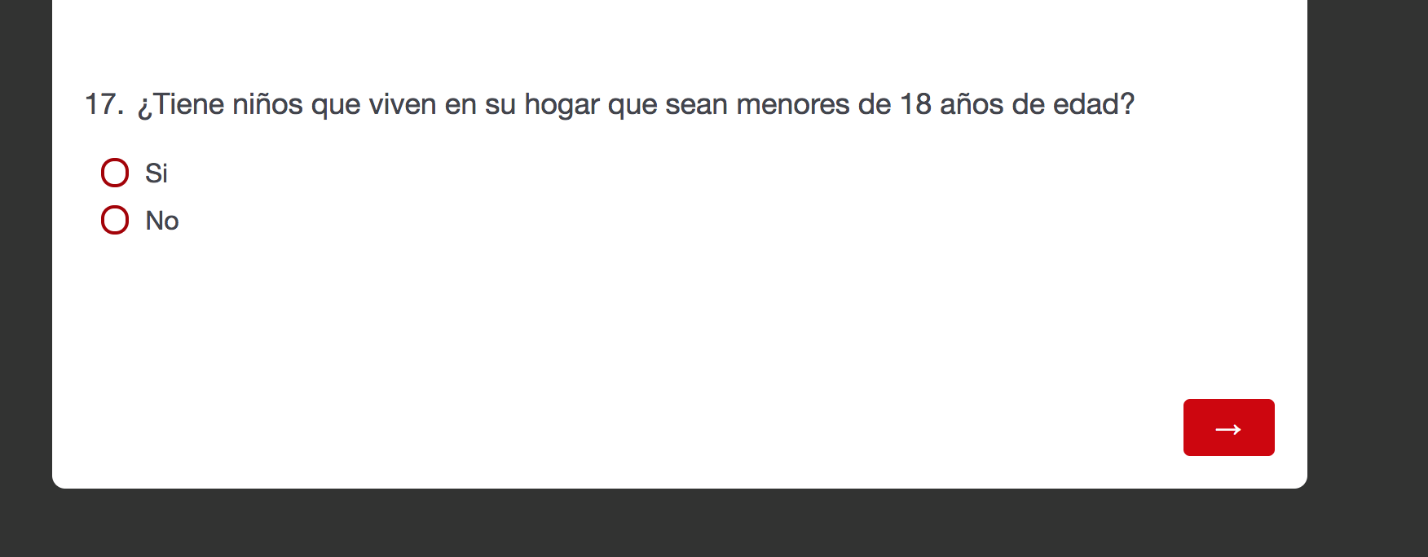 17. ¿Tiene niños que viven en su hogar que sean menores de 18 años de edad?
Si
No
→